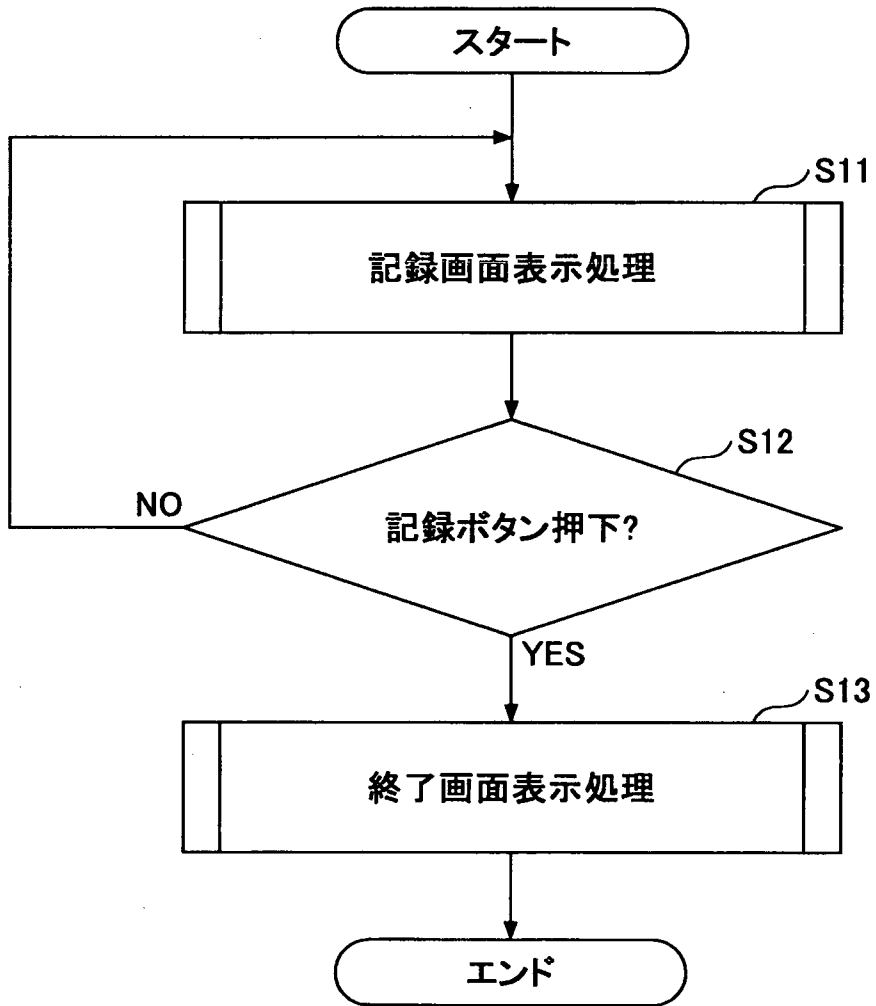 スタート
S11
記録画面表示処理
S12
NO
記録ボタン押下?
YES
S13
終了画面表示処理
エンド